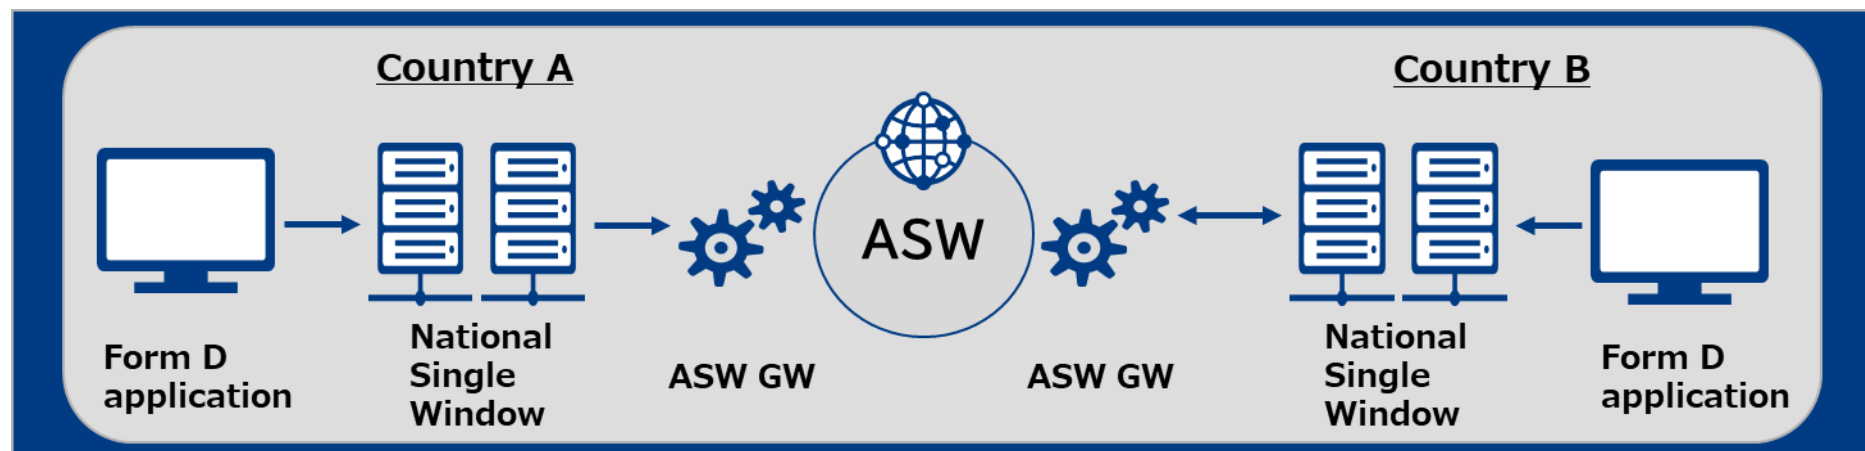 Country A
Country B
ASW
Form D
application
National
Single
Window
ASW GW
ASW GW
National
Single
Window
Form D
application